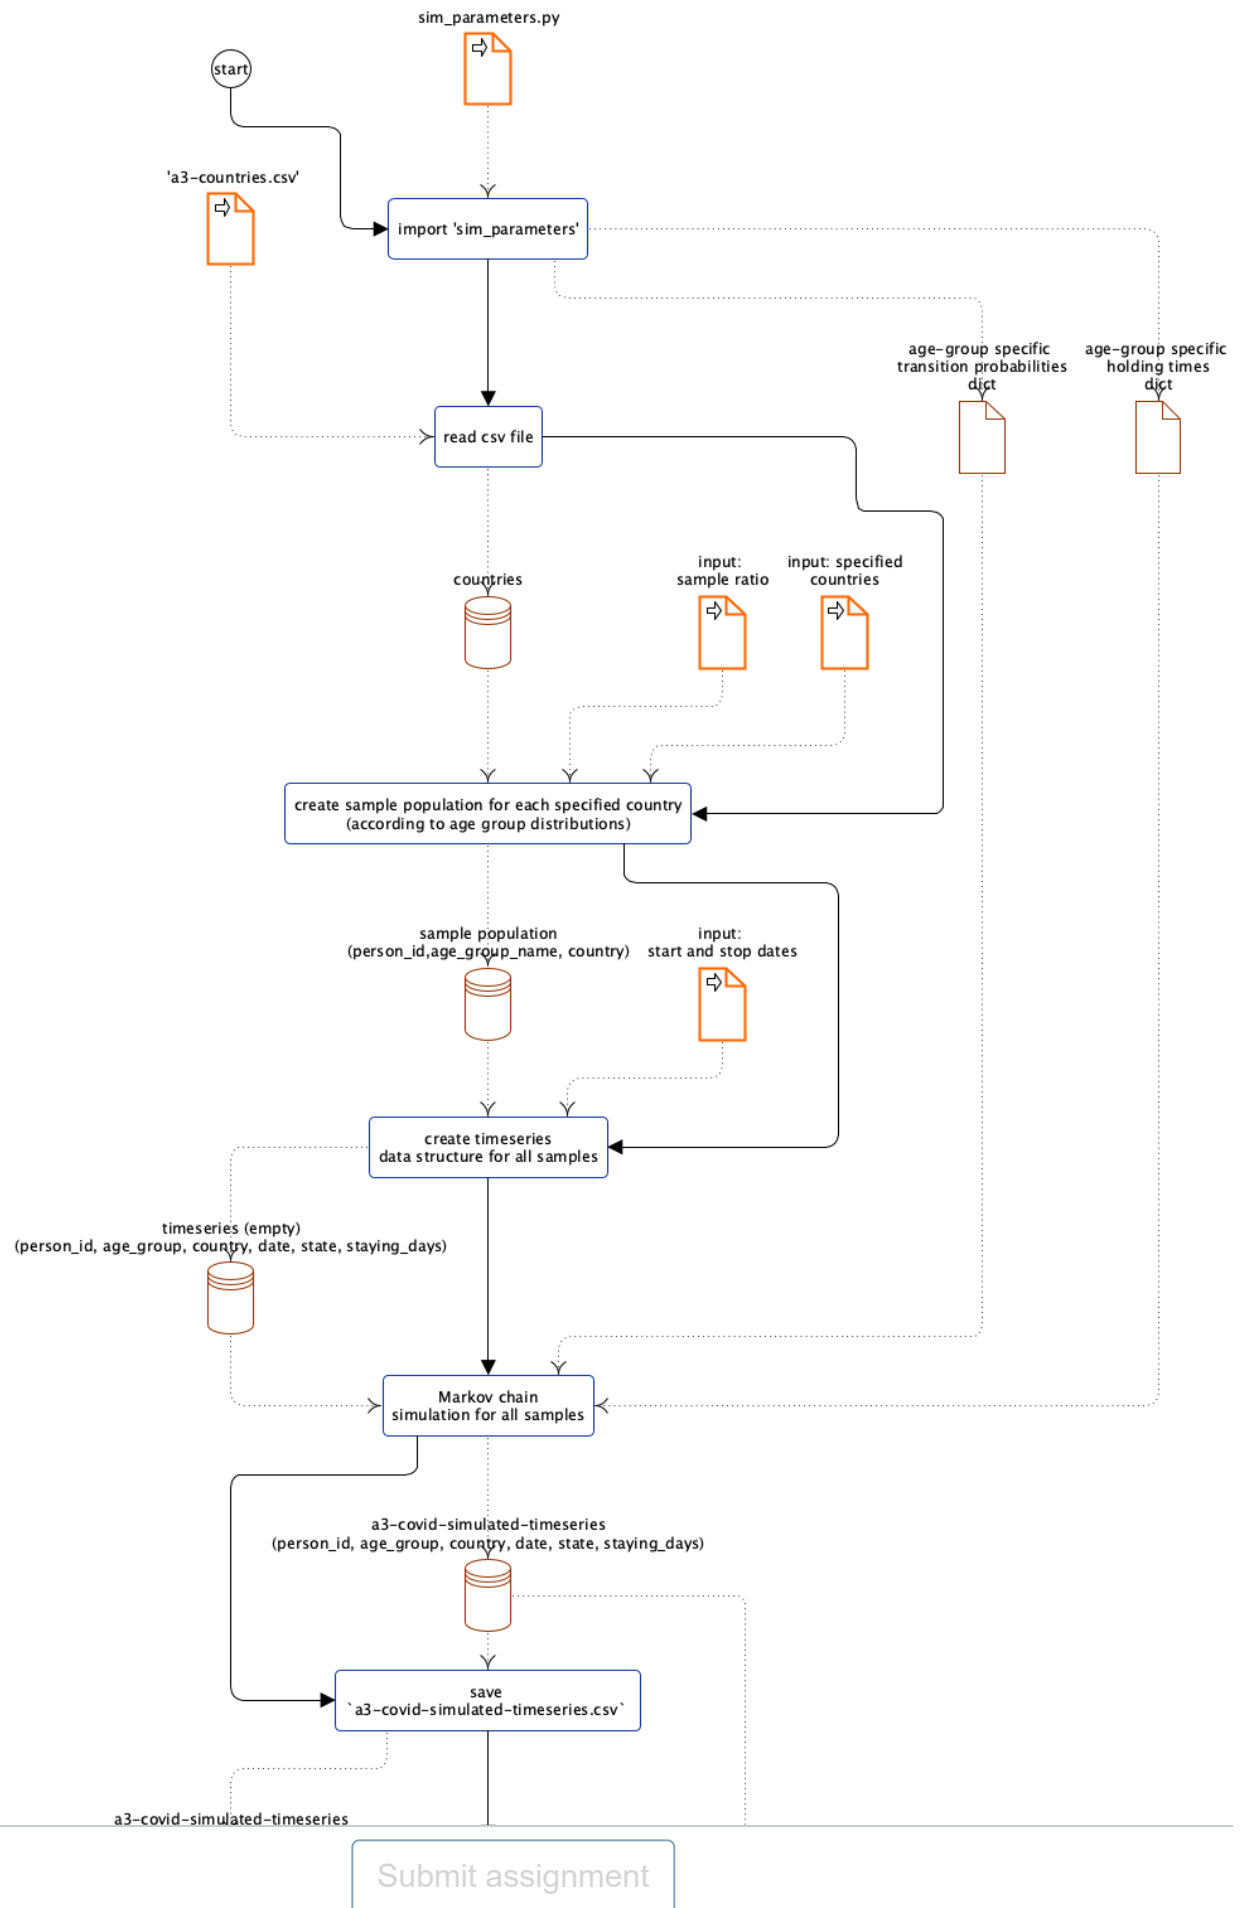 sim_parameters.py
start
'a3-countries.csv'
import 'sim_parameters'
age-group specific
transition probabilities
dict
age-group specific
holding times
dict
read csv file
countries
input:
sample ratio
input: specified
countries
create sample population for each specified country
(according to age group distributions)
sample population
(person_id,age_group_name, country)
input:
start and stop dates
create timeseries
data structure for all samples
timeseries (empty)
(person_id, age_group, country, date, state, staying_days)
Markov chain
simulation for all samples
a3-covid-simulated-timeseries
(person_id, age_group, country, date, state, staying_days)
save
`a3-covid-simulated-timeseries.csv`
a3-covid-simulated-timeseries
Submit assignment